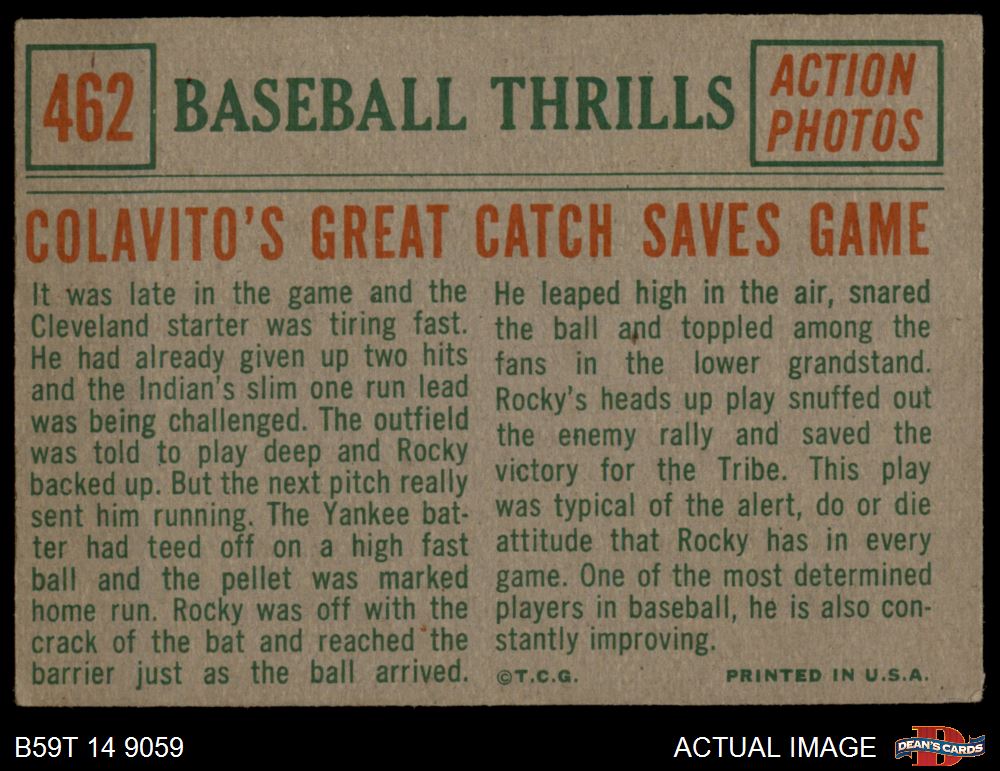 462
BASEBALL THRILLS
ACTION
PHOTOS
COLAVITO'S GREAT CATCH SAVES GAME
It was late in the game and the
Cleveland starter was tiring fast.
He had already given up two hits
and the Indian's slim one run lead
was being challenged. The outfield
was told to play deep and Rocky
backed up. But the next pitch really
sent him running. The Yankee bat-
ter had teed off on a high fast
ball and the pellet was marked
home run. Rocky was off with the
crack of the bat and reached the
barrier just as the ball arrived.
He leaped high in the air, snared
the ball and toppled among the
fans in the lower grandstand.
Rocky's heads up play snuffed out
the enemy rally and saved the
victory for the Tribe. This play
was typical of the alert, do or die
attitude that Rocky has in every
game. One of the most determined
players in baseball, he is also con-
stantly improving.
©T.C.G. PRINTED IN U.S.A.
B59T 14 9059
ACTUAL IMAGE
D
DEAN'S CARDS